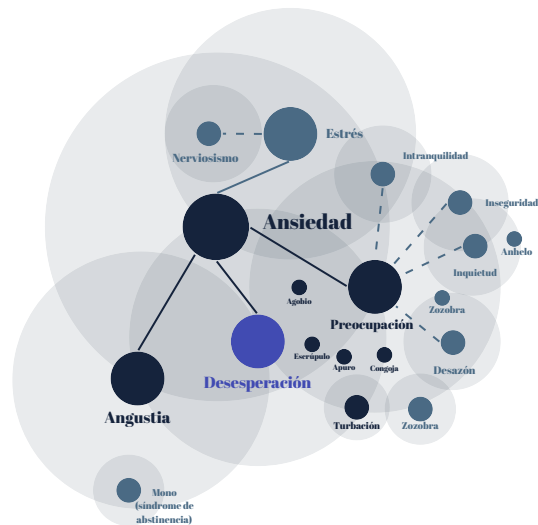 Estrés
Nerviosismo
Intranquilidad
Inseguridad
Ansiedad
Anhelo
Inquietud
Agobio
Zozobra
Preocupación
Escrúpulo
Apuro
Congoja
Desazón
Desesperación
Angustia
Turbación
Zozobra
Mono
(síndrome de
abstinencia)